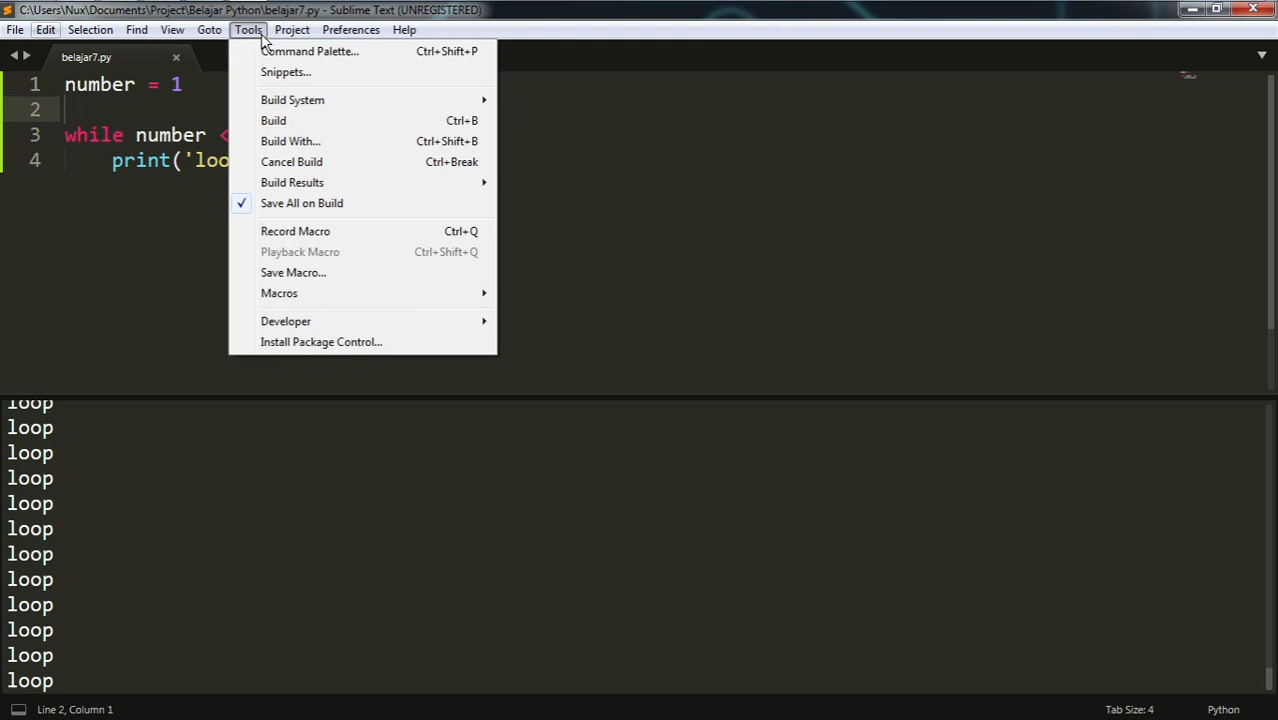 C:\Users\Nux\Documents\Project\Belajar Python\belajar7.py - Sublime Text (UNREGISTERED)
File Edit Selection Find View Goto Tools Project Preferences Help
belajar7.py
1 number = 1
2
3 while number <
4 print('loo
Command Palette... Ctrl+Shift+P
Snippets...
Build System
Build Ctrl+B
Build With... Ctrl+Shift+B
Cancel Build Ctrl+Break
Build Results
Save All on Build
Record Macro Ctrl+Q
Playback Macro Ctrl+Shift+Q
Save Macro...
Macros
Developer
Install Package Control...
loop
loop
loop
loop
loop
loop
loop
loop
loop
loop
loop
loop
Line 2, Column 1 Tab Size: 4 Python